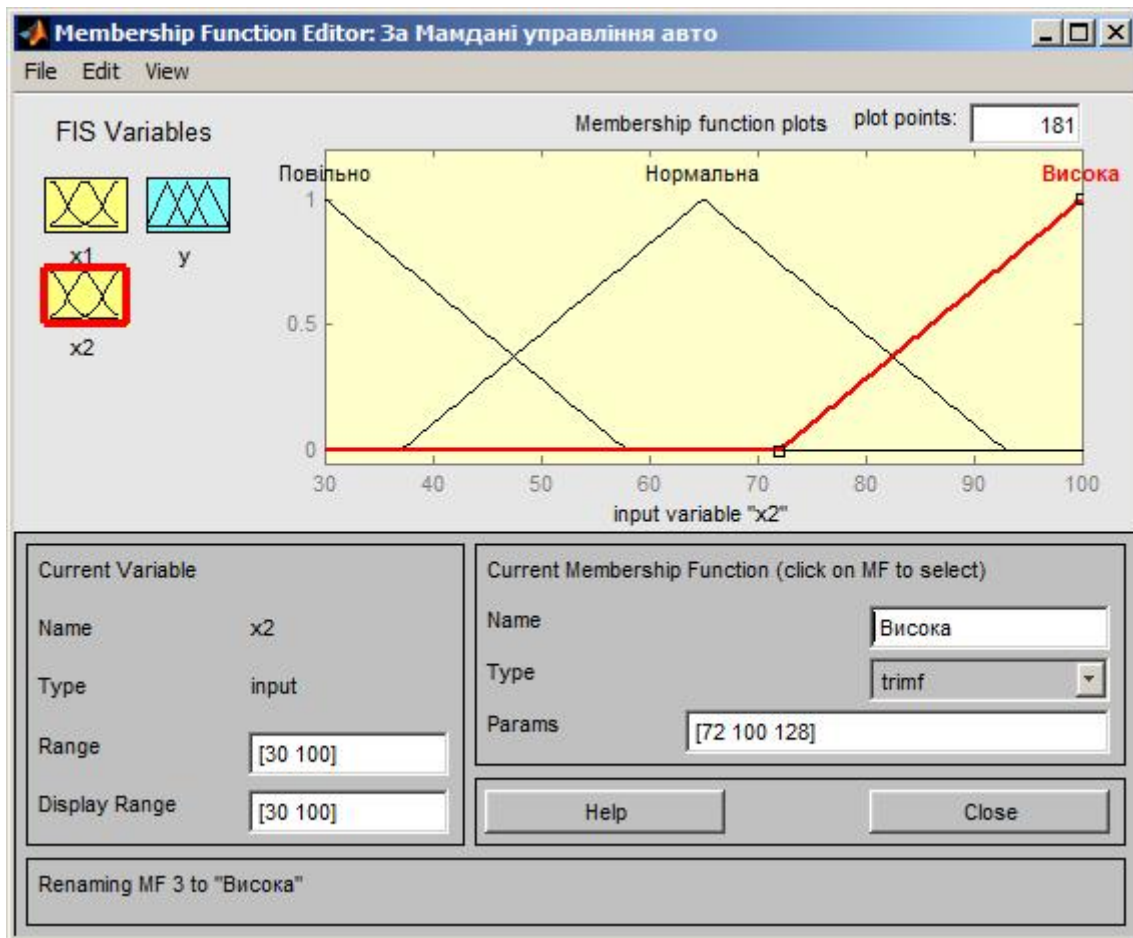 Membership Function Editor: За Мамдані управління авто
File Edit View
FIS Variables
Membership function plots plot points: 181
x1 y
x2
Повільно Нормальна Висока
1
0.5
0
30 40 50 60 70 80 90 100
input variable "x2"
Current Variable
Name x2
Type input
Range [30 100]
Display Range [30 100]
Current Membership Function (click on MF to select)
Name Висока
Type trimf
Params [72 100 128]
Help Close
Renaming MF 3 to "Висока"